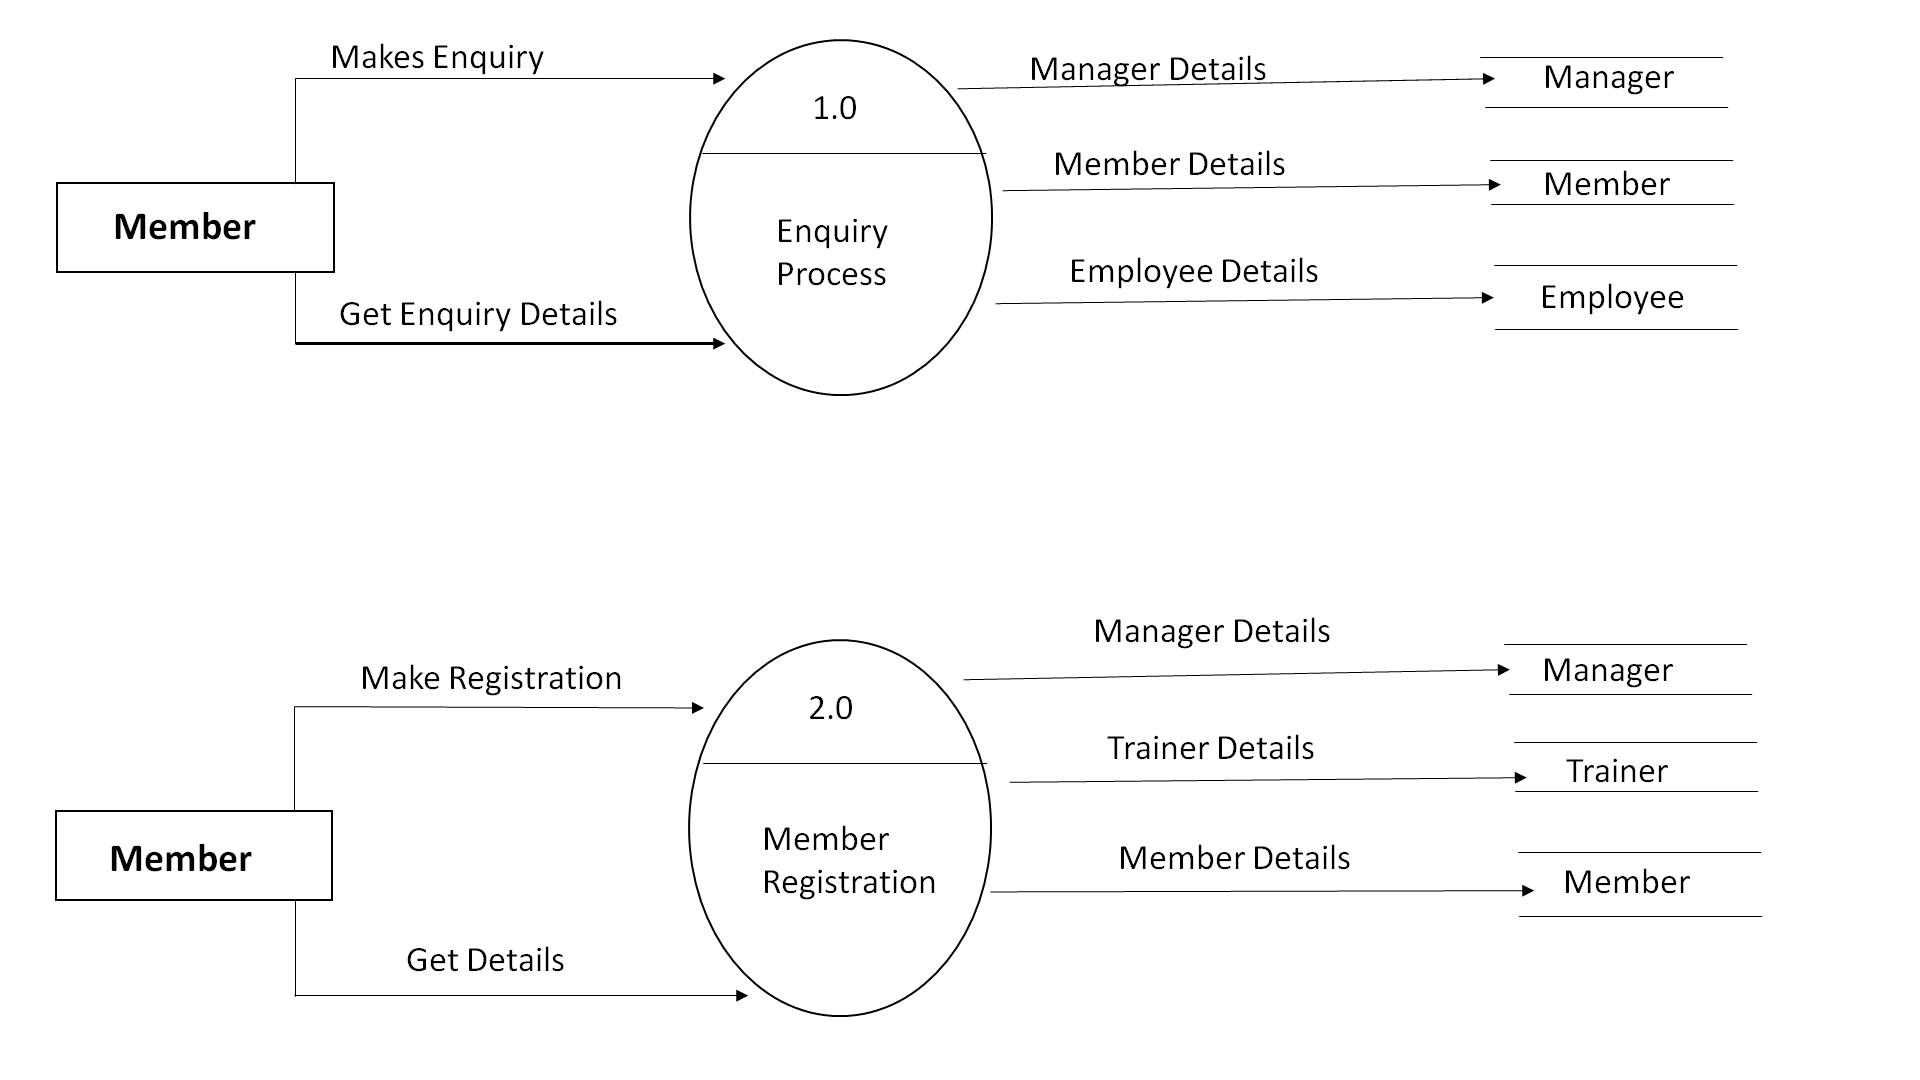 Makes Enquiry
Manager Details
Manager
1.0
Member Details
Member
Member
Enquiry
Process
Employee Details
Employee
Get Enquiry Details
Manager Details
Make Registration
Manager
2.0
Trainer Details
Trainer
Member
Member
Registration
Member Details
Member
Get Details